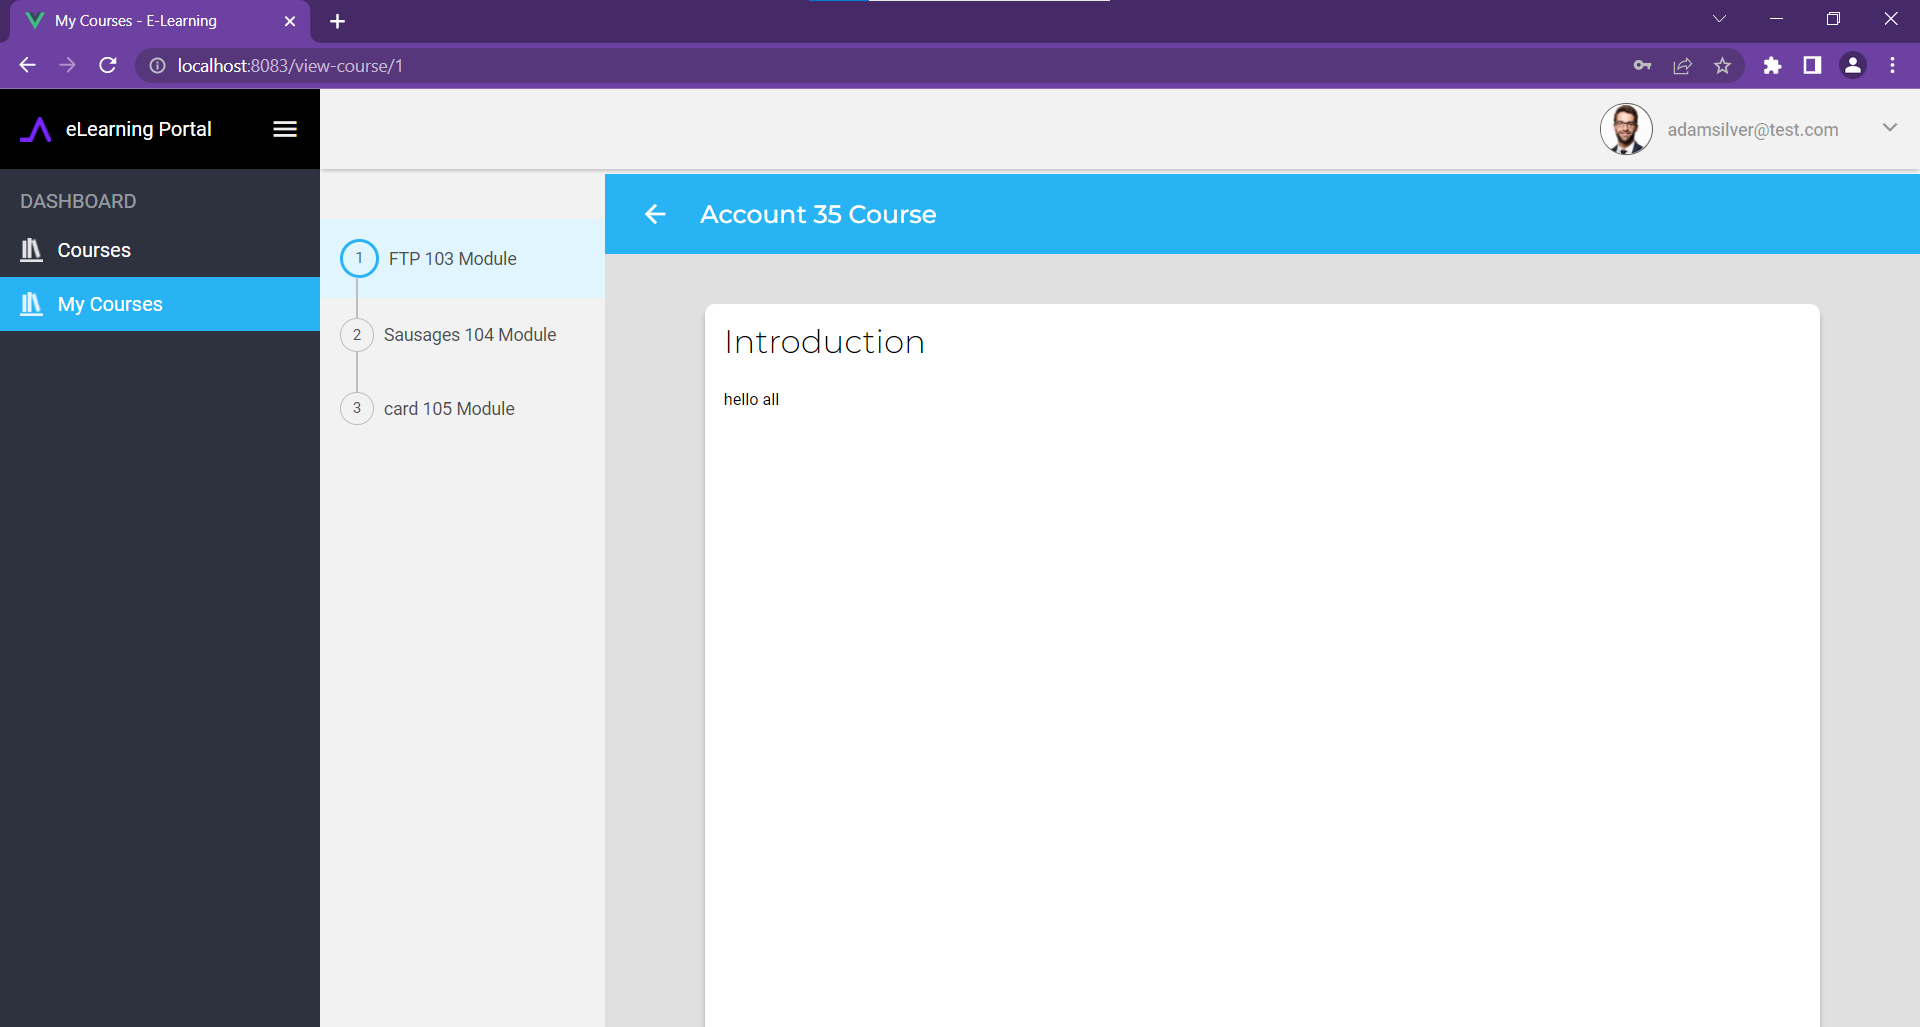 My Courses - E-Learning
localhost:8083/view-course/1
eLearning Portal
adamsilver@test.com
DASHBOARD
Courses
My Courses
1 FTP 103 Module
2 Sausages 104 Module
3 card 105 Module
Account 35 Course
Introduction
hello all